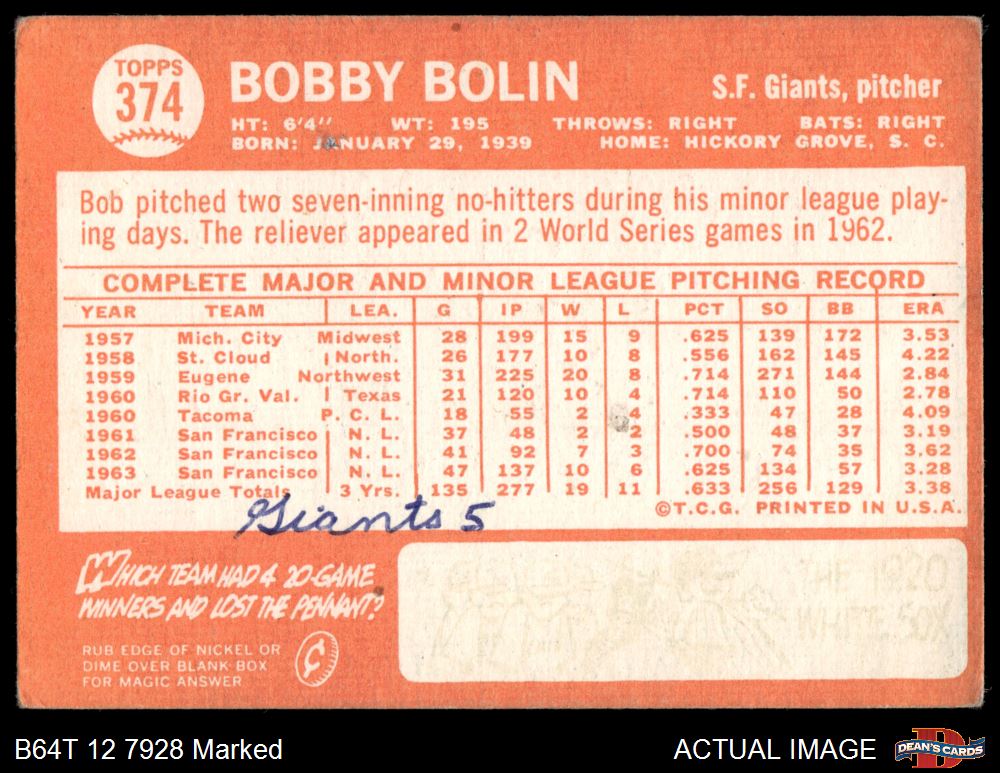 TOPPS
374
BOBBY BOLIN
S.F. Giants, pitcher
HT: 6'4" WT: 195 THROWS: RIGHT BATS: RIGHT
BORN: JANUARY 29, 1939 HOME: HICKORY GROVE, S. C.
Bob pitched two seven-inning no-hitters during his minor league play-
ing days. The reliever appeared in 2 World Series games in 1962.
COMPLETE MAJOR AND MINOR LEAGUE PITCHING RECORD
YEAR TEAM LEA. G IP W L PCT SO BB ERA
1957 Mich. City Midwest 28 199 15 9 .625 139 172 3.53
1958 St. Cloud North. 26 177 10 8 .556 162 145 4.22
1959 Eugene Northwest 31 225 20 8 .714 271 144 2.84
1960 Rio Gr. Val. Texas 21 120 10 4 .714 110 50 2.78
1960 Tacoma P. C. L. 18 55 2 4 .333 47 28 4.09
1961 San Francisco N. L. 37 48 2 2 .500 48 37 3.19
1962 San Francisco N. L. 41 92 7 3 .700 74 35 3.62
1963 San Francisco N. L. 47 137 10 6 .625 134 57 3.28
Major League Totals 3 Yrs. 135 277 19 11 .633 256 129 3.38
©T.C.G. PRINTED IN U.S.A.
Giants 5
WHICH TEAM HAD 4 20-GAME
WINNERS AND LOST THE PENNANT?
THE 1920
WHITE SOX
RUB EDGE OF NICKEL OR
DIME OVER BLANK BOX
FOR MAGIC ANSWER
¢
B64T 12 7928 Marked
ACTUAL IMAGE
DEAN'S CARDS